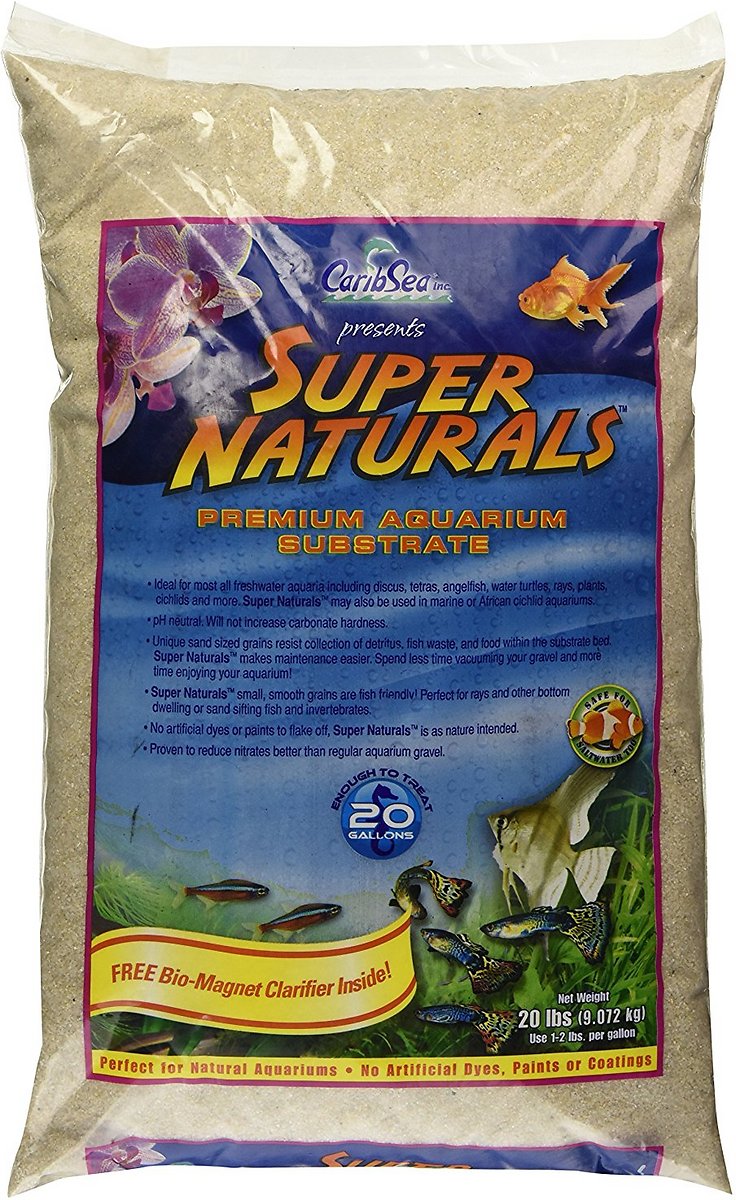 CaribSea Inc.
presents
SUPER
NATURALS™
PREMIUM AQUARIUM
SUBSTRATE
• Ideal for most all freshwater aquaria including discus, tetras, angelfish, water turtles, rays, plants,
cichlids and more. Super Naturals™ may also be used in marine or African cichlid aquariums.
• pH neutral. Will not increase carbonate hardness.
• Unique sand sized grains resist collection of detritus, fish waste, and food within the substrate bed.
Super Naturals™ makes maintenance easier. Spend less time vacuuming your gravel and more
time enjoying your aquarium!
• Super Naturals™ small, smooth grains are fish friendly! Perfect for rays and other bottom
dwelling or sand sifting fish and invertebrates.
• No artificial dyes or paints to flake off, Super Naturals™ is as nature intended.
• Proven to reduce nitrates better than regular aquarium gravel.
SAFE FOR
SALTWATER TOO
ENOUGH TO TREAT
20
GALLONS
FREE Bio-Magnet Clarifier Inside!
Net Weight
20 lbs (9.072 kg)
Use 1-2 lbs. per gallon
Perfect for Natural Aquariums • No Artificial Dyes, Paints or Coatings
SUPER